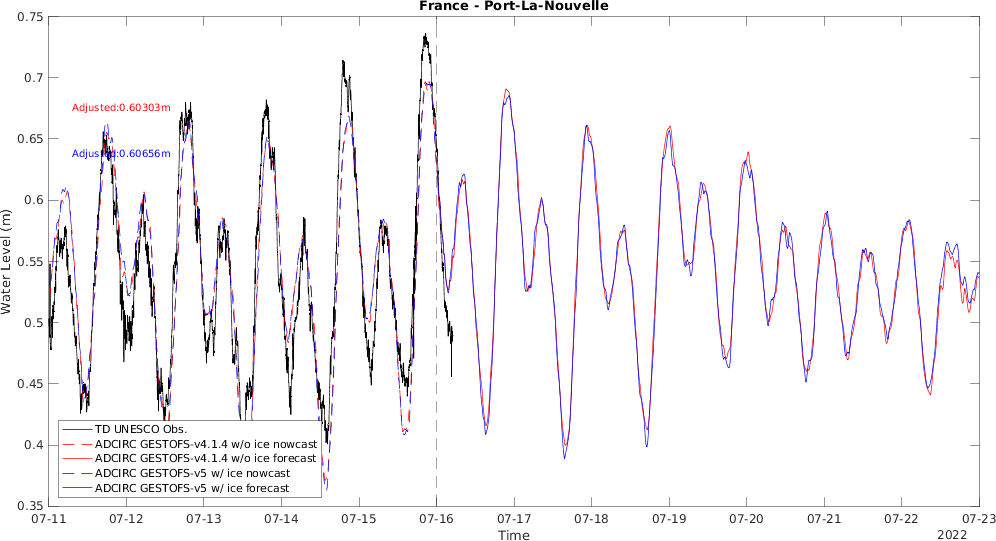 France - Port-La-Nouvelle
0.75
0.7
0.65
0.6
0.55
0.5
0.45
0.4
0.35
Water Level (m)
Adjusted:0.60303m
Adjusted:0.60656m
TD UNESCO Obs.
ADCIRC GESTOFS-v4.1.4 w/o ice nowcast
ADCIRC GESTOFS-v4.1.4 w/o ice forecast
ADCIRC GESTOFS-v5 w/ ice nowcast
ADCIRC GESTOFS-v5 w/ ice forecast
07-11 07-12 07-13 07-14 07-15 07-16 07-17 07-18 07-19 07-20 07-21 07-22 07-23
Time
2022